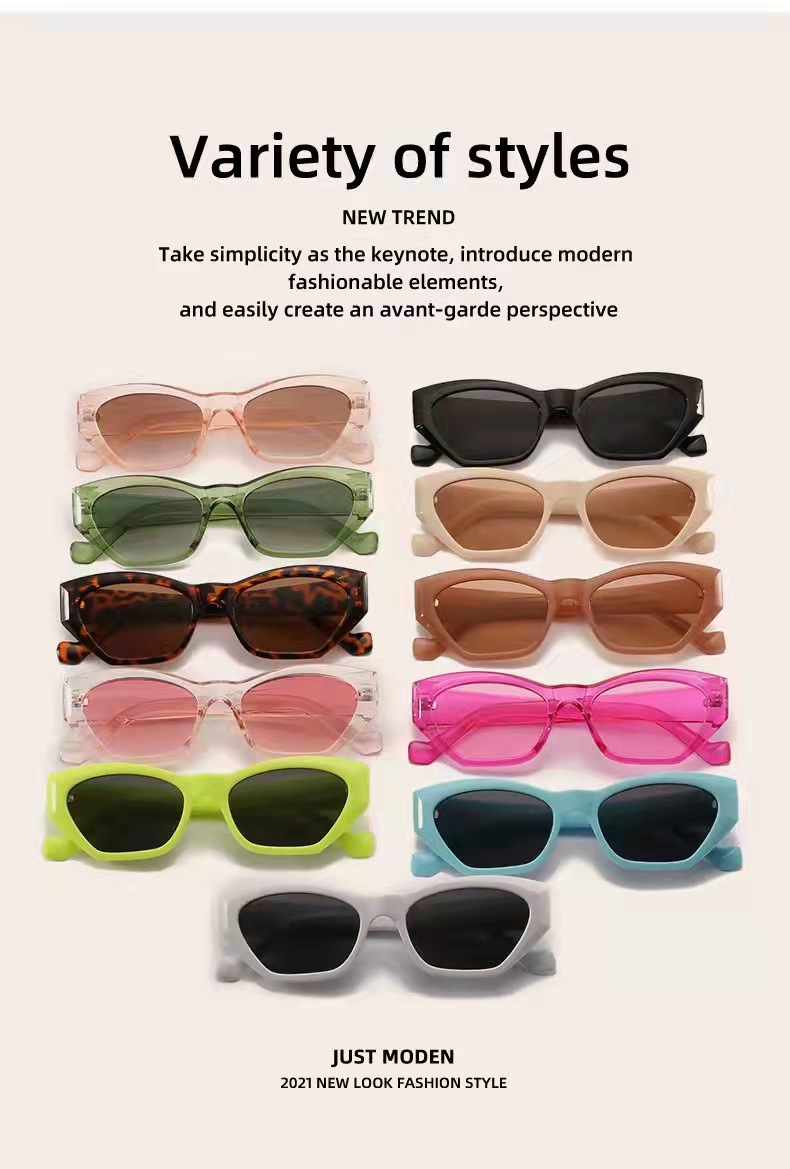 Variety of styles
NEW TREND
Take simplicity as the keynote, introduce modern
fashionable elements,
and easily create an avant-garde perspective
JUST MODEN
2021 NEW LOOK FASHION STYLE